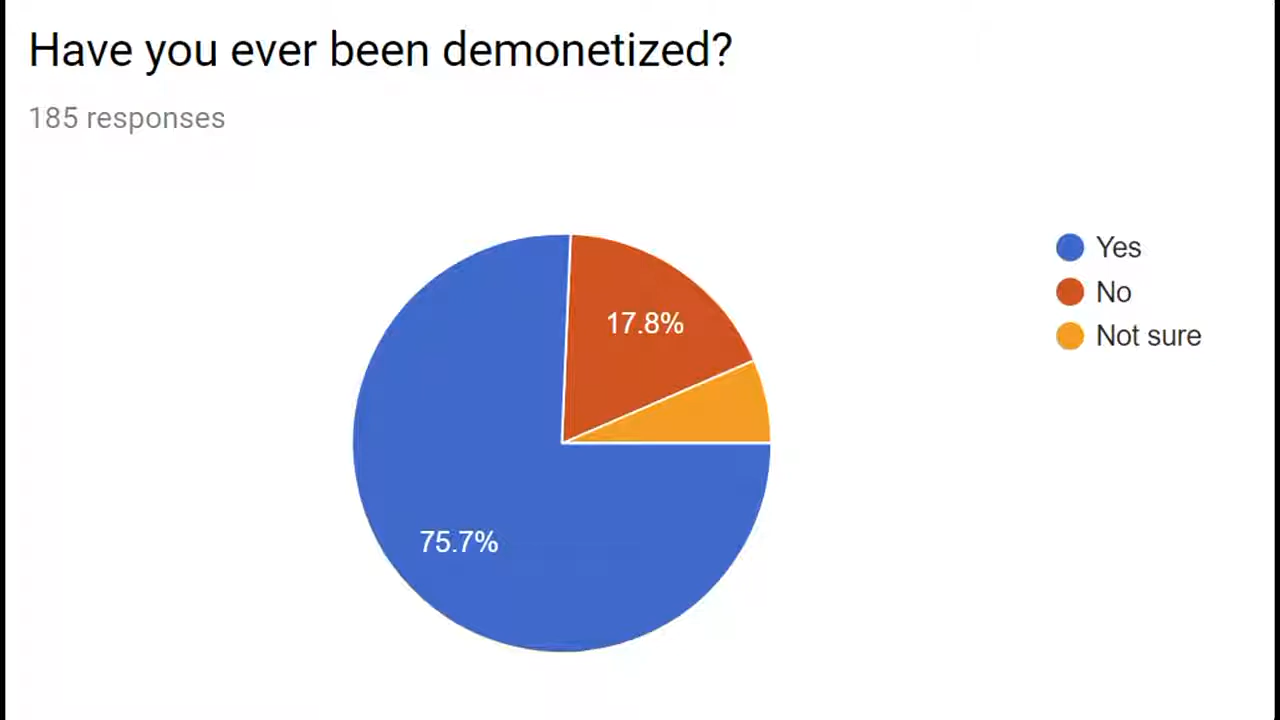 Have you ever been demonetized?
185 responses
Yes
No
Not sure
17.8%
75.7%